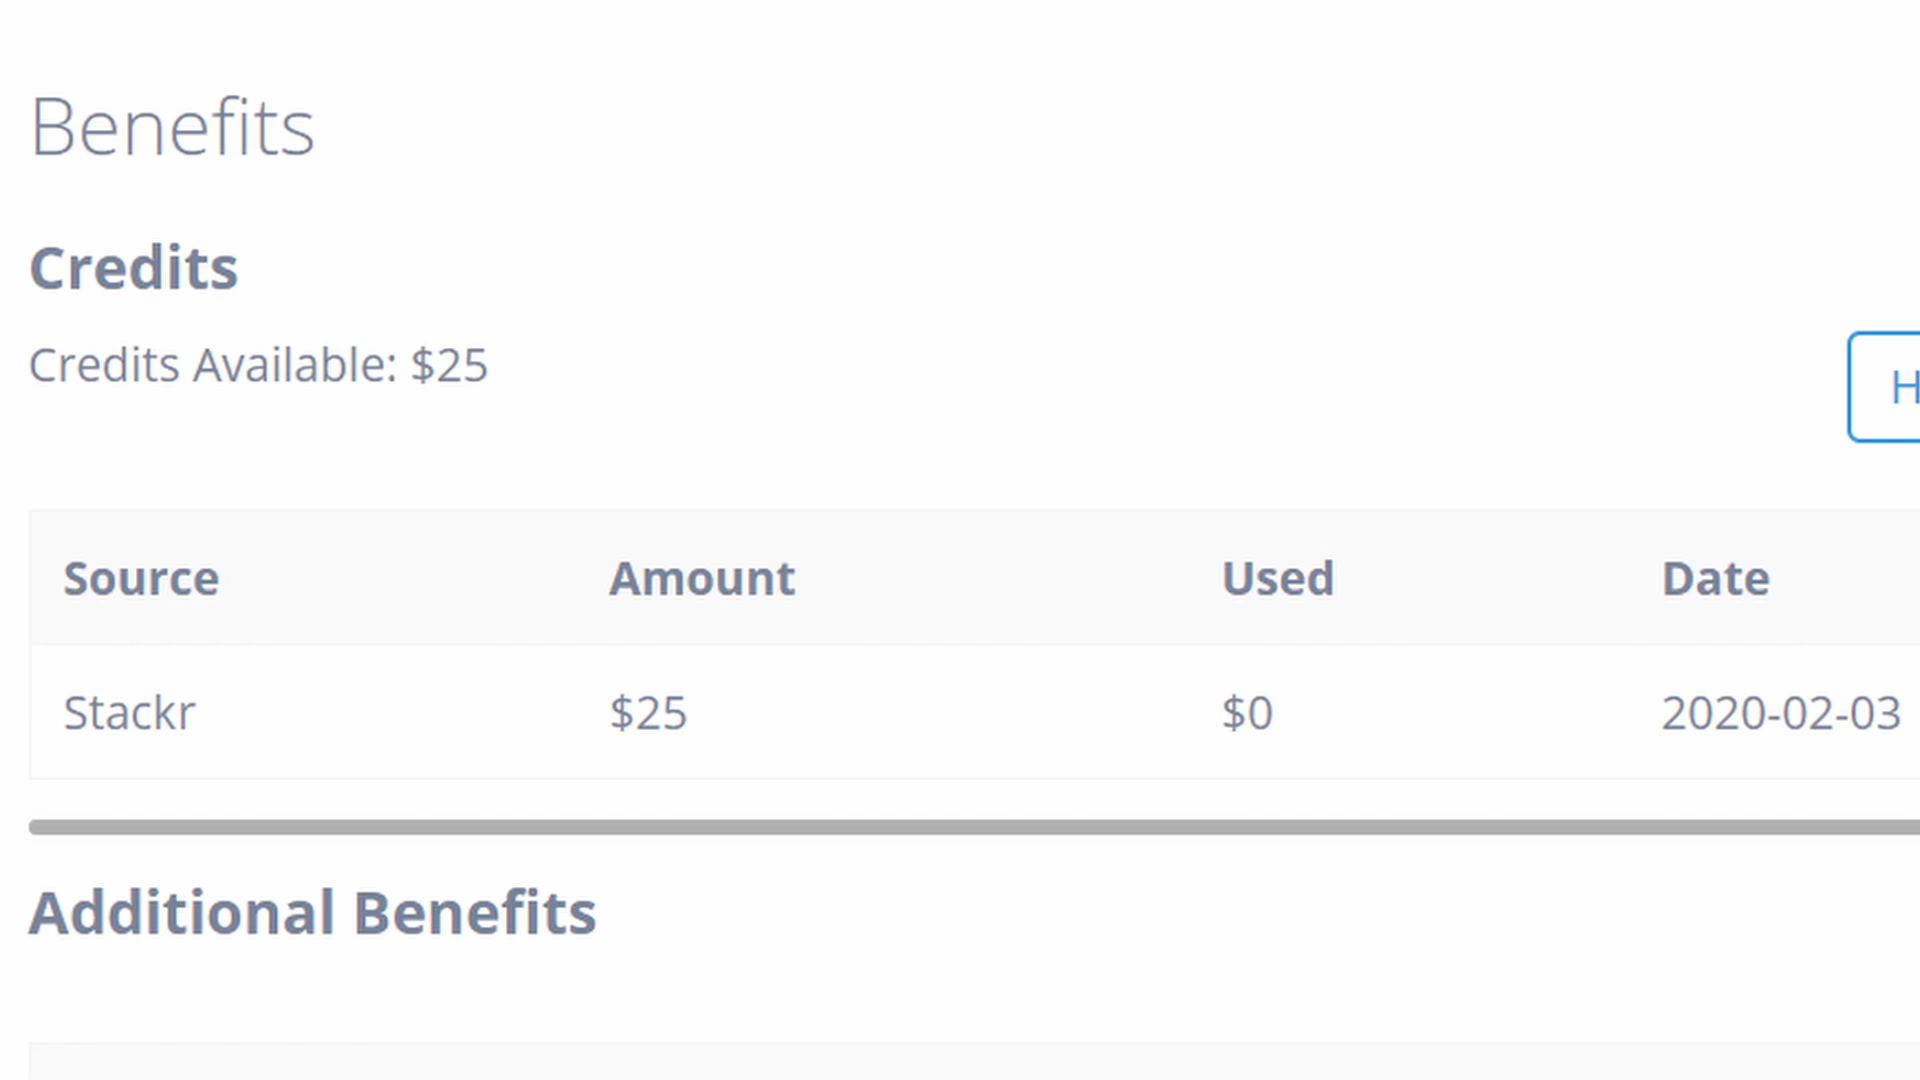 Benefits
Credits
Credits Available: $25
H
Source Amount Used Date
Stackr $25 $0 2020-02-03
Additional Benefits